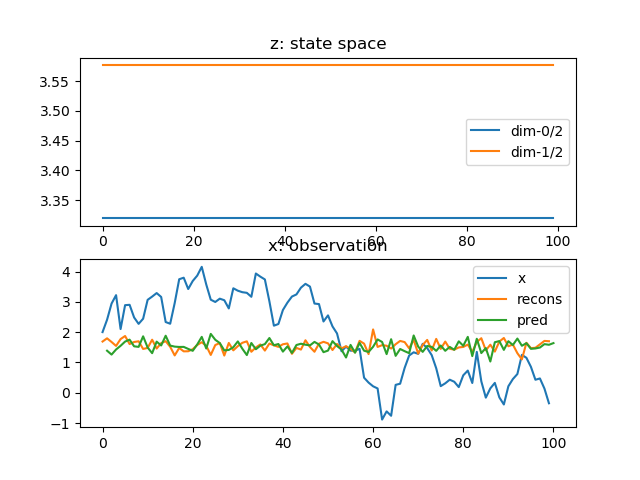 z: state space
3.55
3.50
3.45
3.40
3.35
dim-0/2
dim-1/2
0 20 40 60 80 100
x: observation
4
3
2
1
0
−1
x
recons
pred
0 20 40 60 80 100